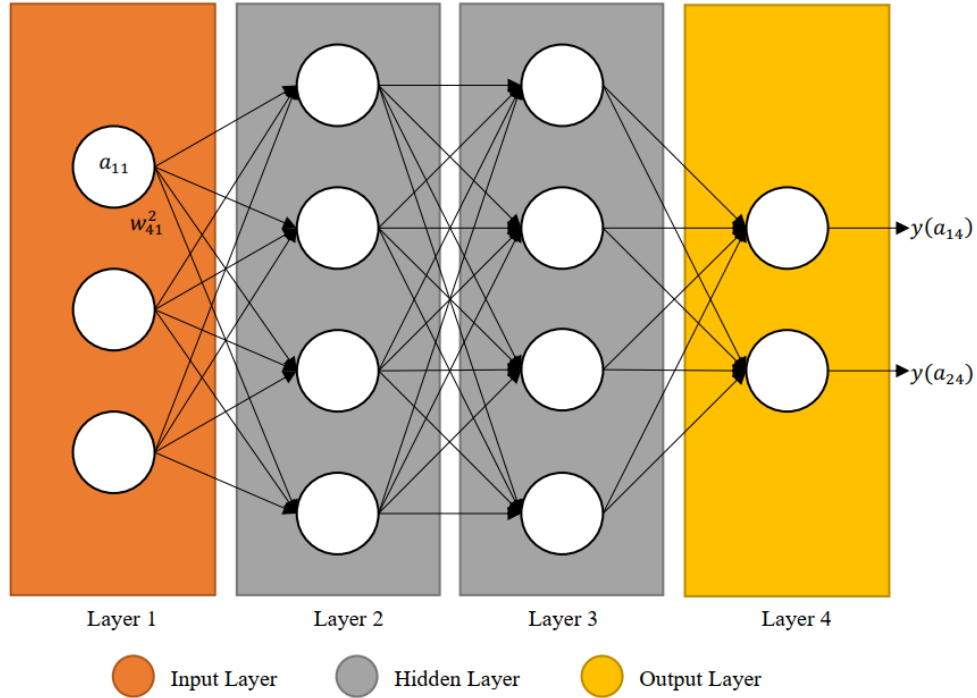 a₁₁
w²₄₁
y(a₁₄)
y(a₂₄)
Layer 1
Layer 2
Layer 3
Layer 4
Input Layer
Hidden Layer
Output Layer